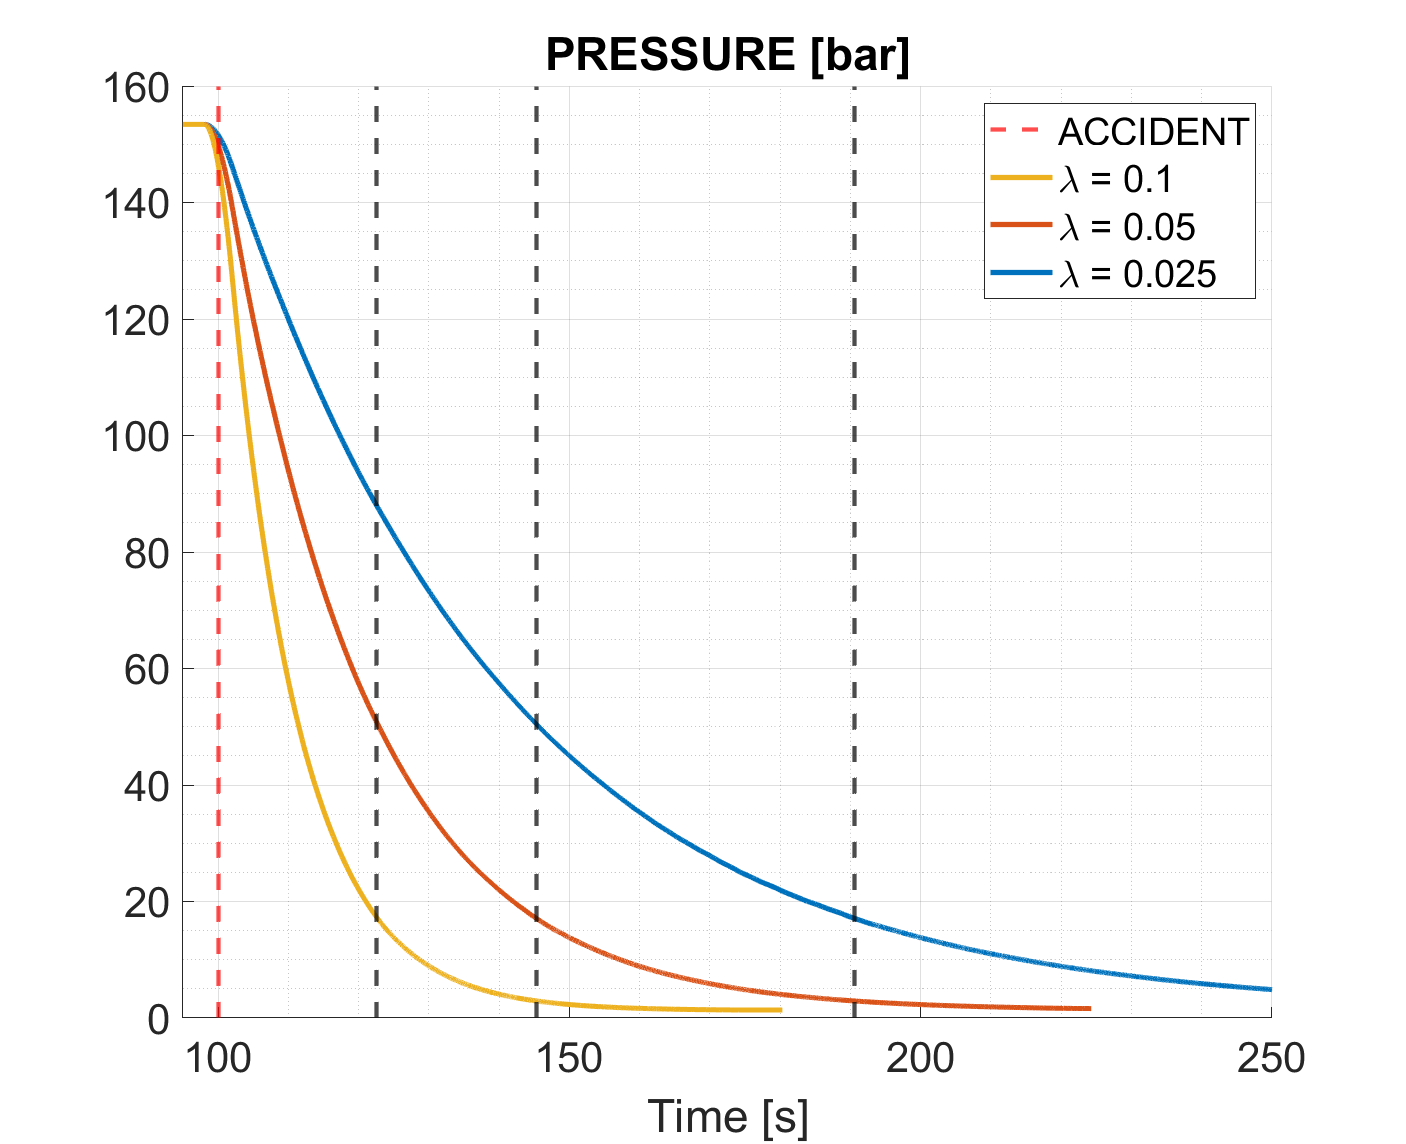 PRESSURE [bar]
160
140
120
100
80
60
40
20
0
ACCIDENT
λ = 0.1
λ = 0.05
λ = 0.025
100 150 200 250
Time [s]